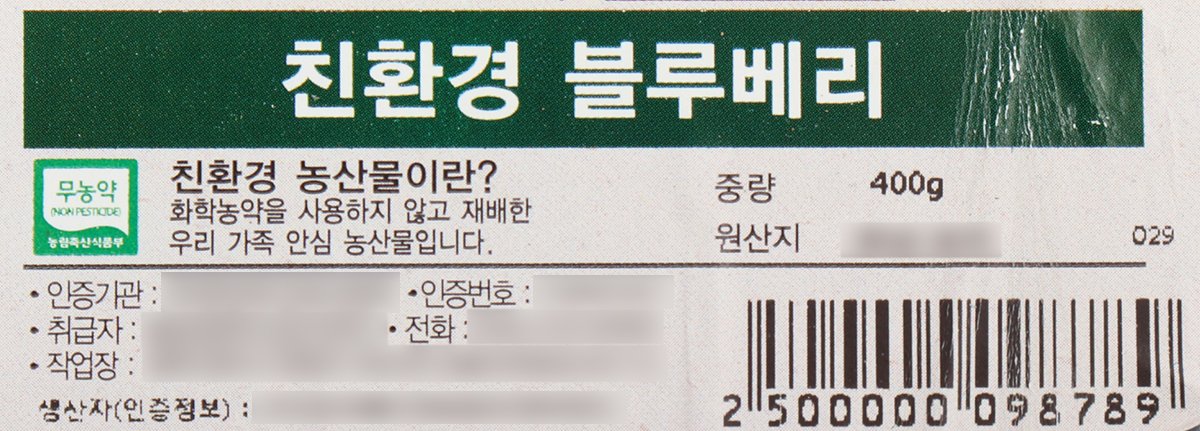 친환경 블루베리
무농약
(NON PESTICIDE)
농림축산식품부
친환경 농산물이란?
화학농약을 사용하지 않고 재배한
우리 가족 안심 농산물입니다.
중량 400g
원산지
029
• 인증기관 : • 인증번호 :
• 취급자 : • 전화 :
• 작업장 :
생산자(인증정보) :
2 500000 098789